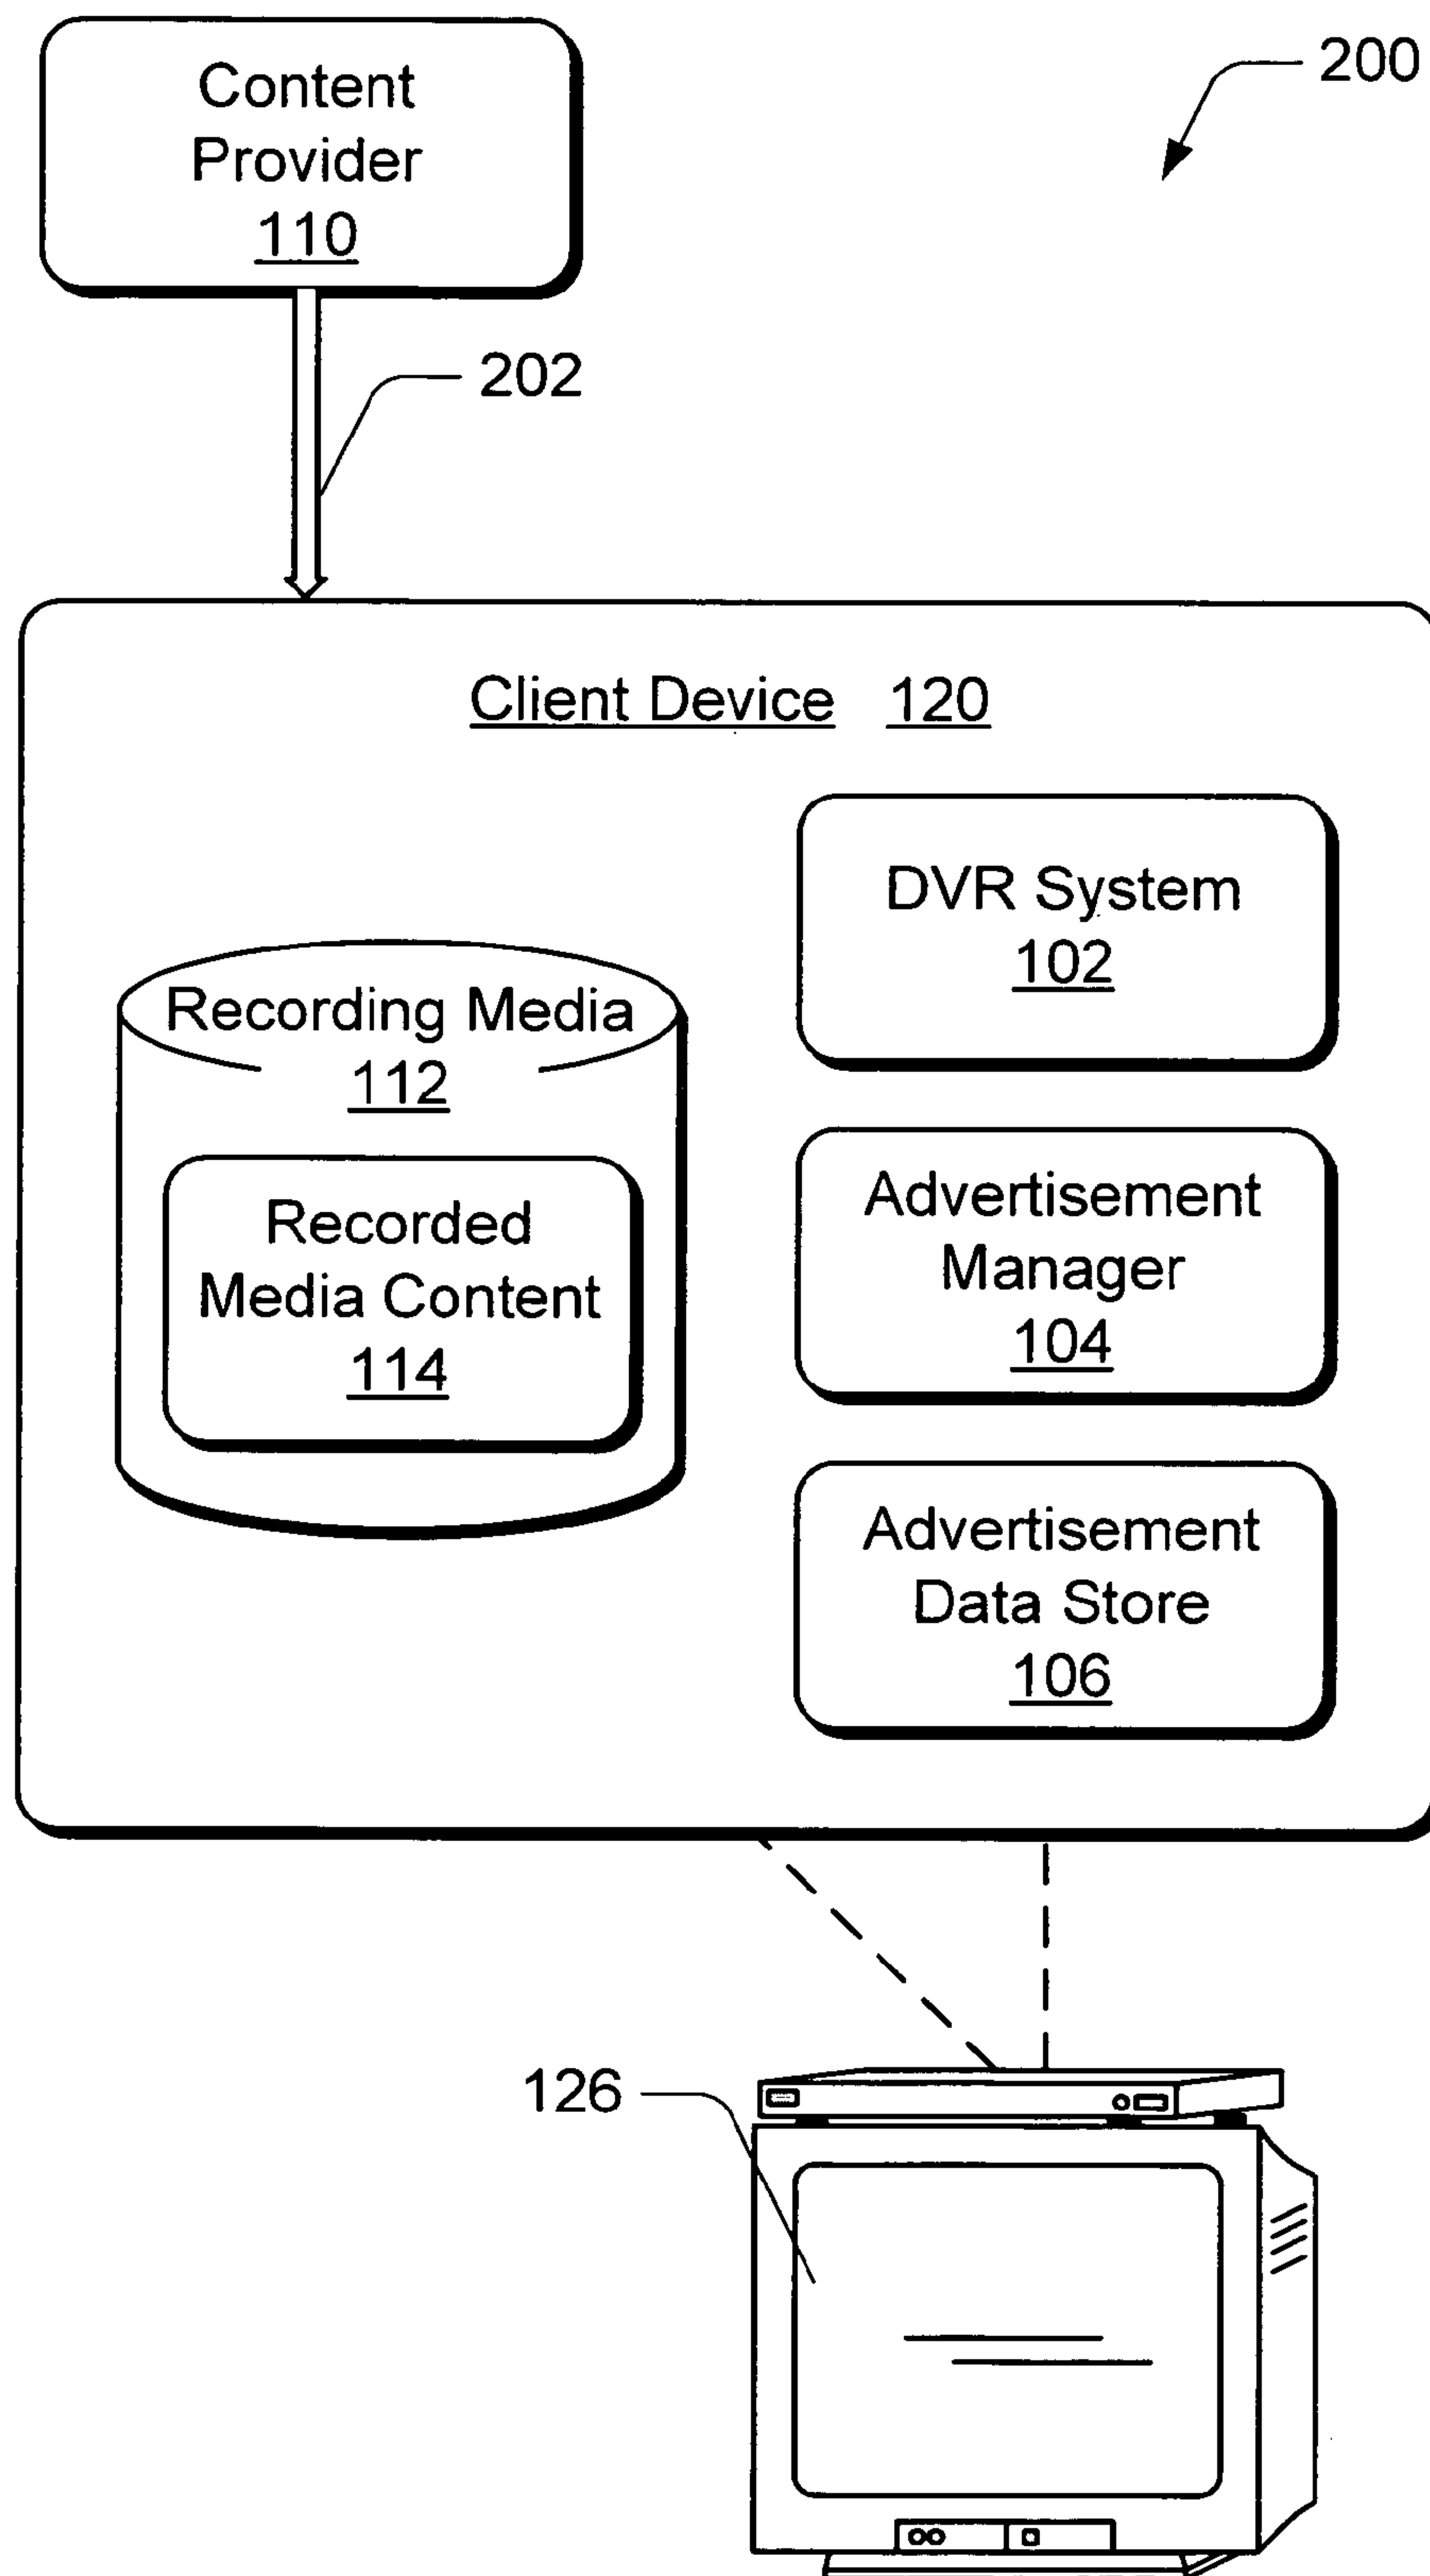 Content
Provider
110
200
202
Client Device 120
DVR System
102
Recording Media
112
Advertisement
Manager
104
Recorded
Media Content
114
Advertisement
Data Store
106
126